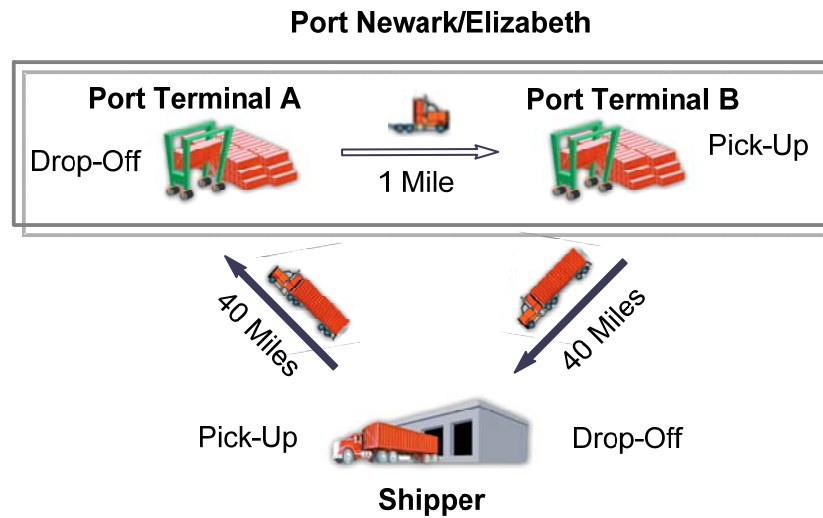 Port Newark/Elizabeth
Port Terminal A
Port Terminal B
Drop-Off
Pick-Up
1 Mile
40 Miles
40 Miles
Pick-Up
Drop-Off
Shipper